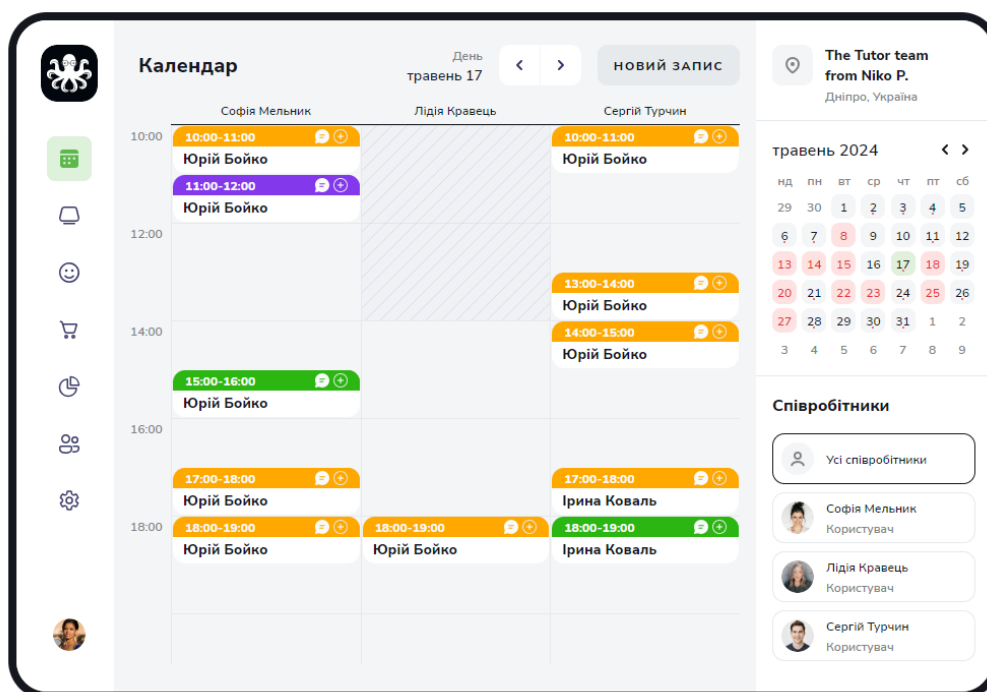 Календар
День
травень 17
НОВИЙ ЗАПИС
Софія Мельник
Лідія Кравець
Сергій Турчин
10:00
12:00
14:00
16:00
18:00
10:00-11:00
Юрій Бойко
11:00-12:00
Юрій Бойко
15:00-16:00
Юрій Бойко
17:00-18:00
Юрій Бойко
18:00-19:00
Юрій Бойко
18:00-19:00
Юрій Бойко
10:00-11:00
Юрій Бойко
13:00-14:00
Юрій Бойко
14:00-15:00
Юрій Бойко
17:00-18:00
Ірина Коваль
18:00-19:00
Ірина Коваль
The Tutor team
from Niko P.
Дніпро, Україна
травень 2024
нд пн вт ср чт пт сб
29 30 1 2 3 4 5
6 7 8 9 10 11 12
13 14 15 16 17 18 19
20 21 22 23 24 25 26
27 28 29 30 31 1 2
3 4 5 6 7 8 9
Співробітники
Усі співробітники
Софія Мельник
Користувач
Лідія Кравець
Користувач
Сергій Турчин
Користувач